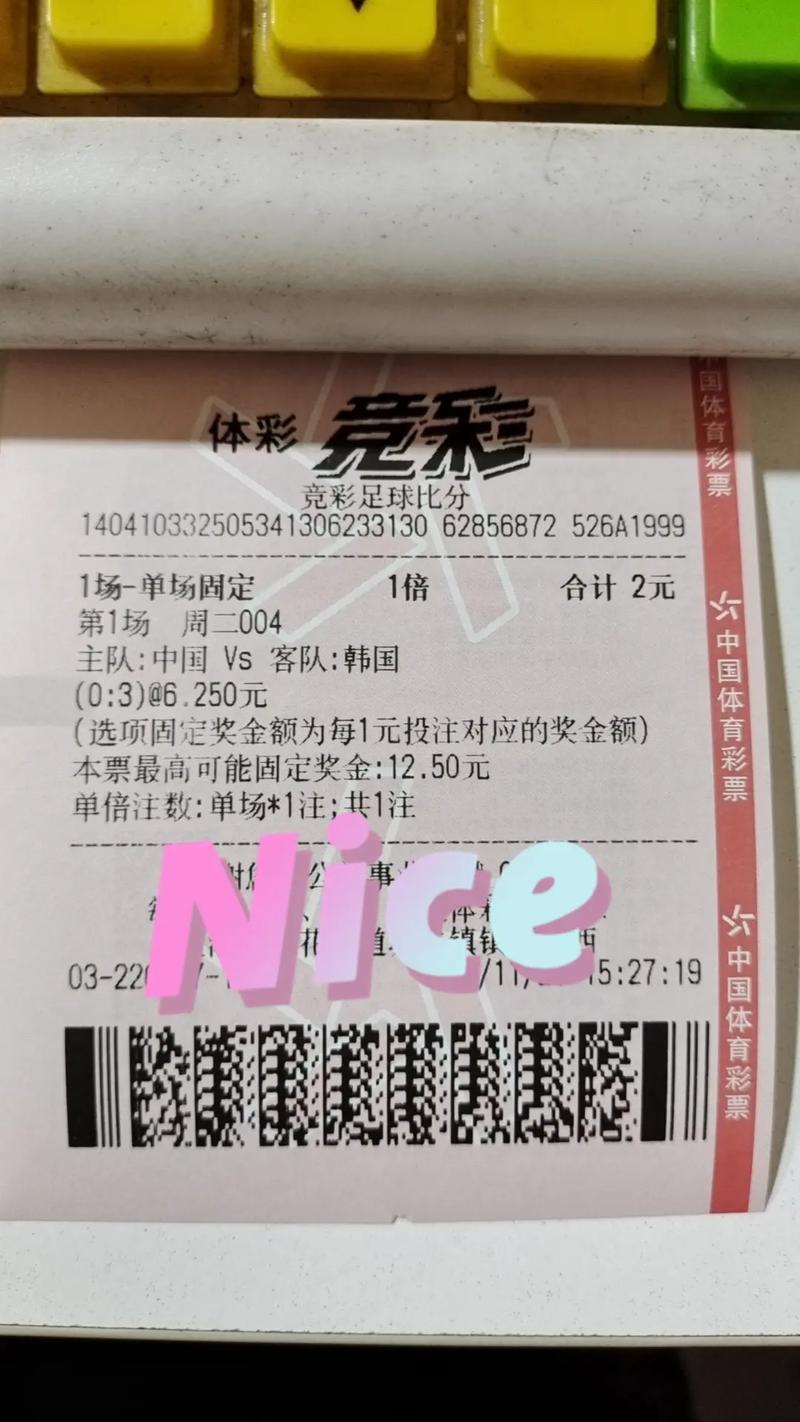 体彩 竞彩
竞彩足球比分
140410332505341306233130 62856872 526A1999
1场-单场固定 1倍 合计 2元
第1场 周二004
主队:中国 Vs 客队:韩国
(0:3)@6.250元
(选项固定奖金额为每1元投注对应的奖金额)
本票最高可能固定奖金:12.50元
单倍注数:单场*1注;共1注
Nice
15:27:19
中国体育彩票
中国体育彩票
中国体育彩票